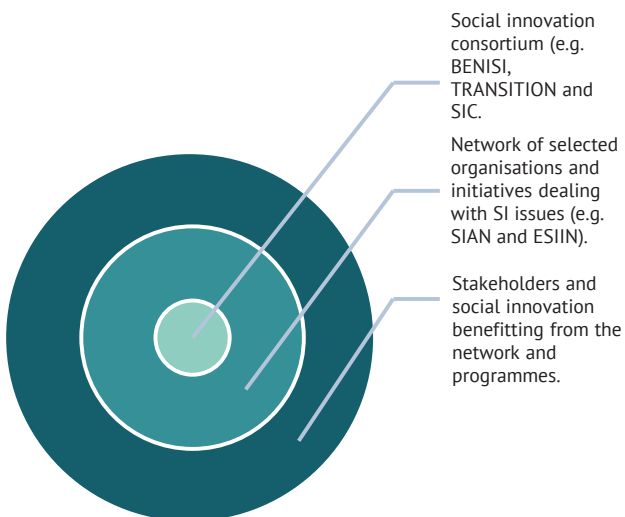 Social innovation
consortium (e.g.
BENISI,
TRANSITION and
SIC.
Network of selected
organisations and
initiatives dealing
with SI issues (e.g.
SIAN and ESIIN).
Stakeholders and
social innovation
benefitting from the
network and
programmes.